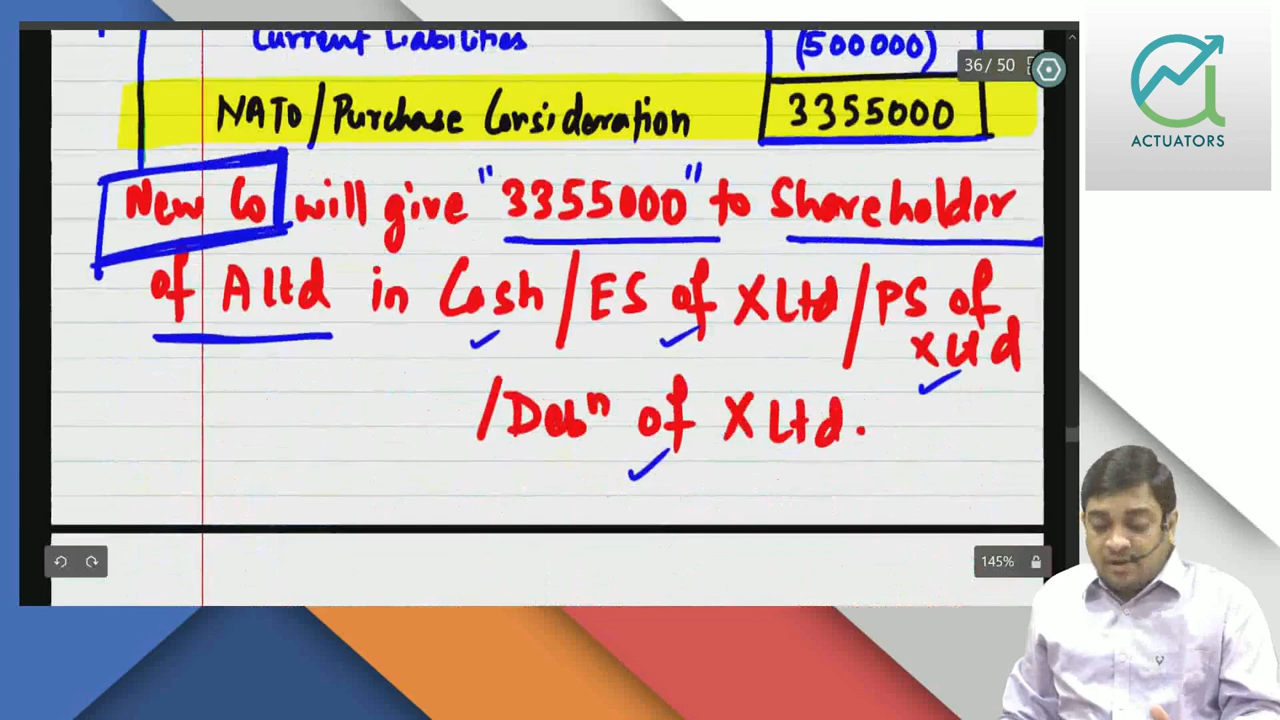 Current Liabilities (500000)
36 / 50
NATO/Purchase Consideration 3355000
New Co will give "3355000" to Shareholder
of A Ltd in Cash / ES of X Ltd / PS of
X Ltd
/ Debⁿ of X Ltd.
145%
ACTUATORS